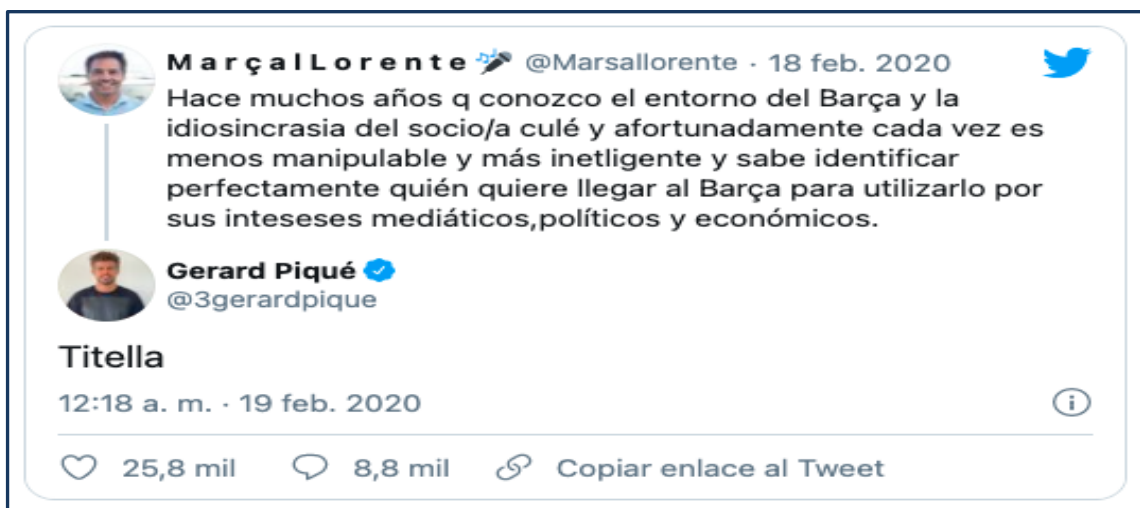 M a r ç a l L o r e n t e 🎤 @Marsallorente · 18 feb. 2020
Hace muchos años q conozco el entorno del Barça y la
idiosincrasia del socio/a culé y afortunadamente cada vez es
menos manipulable y más inetligente y sabe identificar
perfectamente quién quiere llegar al Barça para utilizarlo por
sus inteseses mediáticos,políticos y económicos.
Gerard Piqué
@3gerardpique
Titella
12:18 a. m. · 19 feb. 2020
25,8 mil 8,8 mil Copiar enlace al Tweet